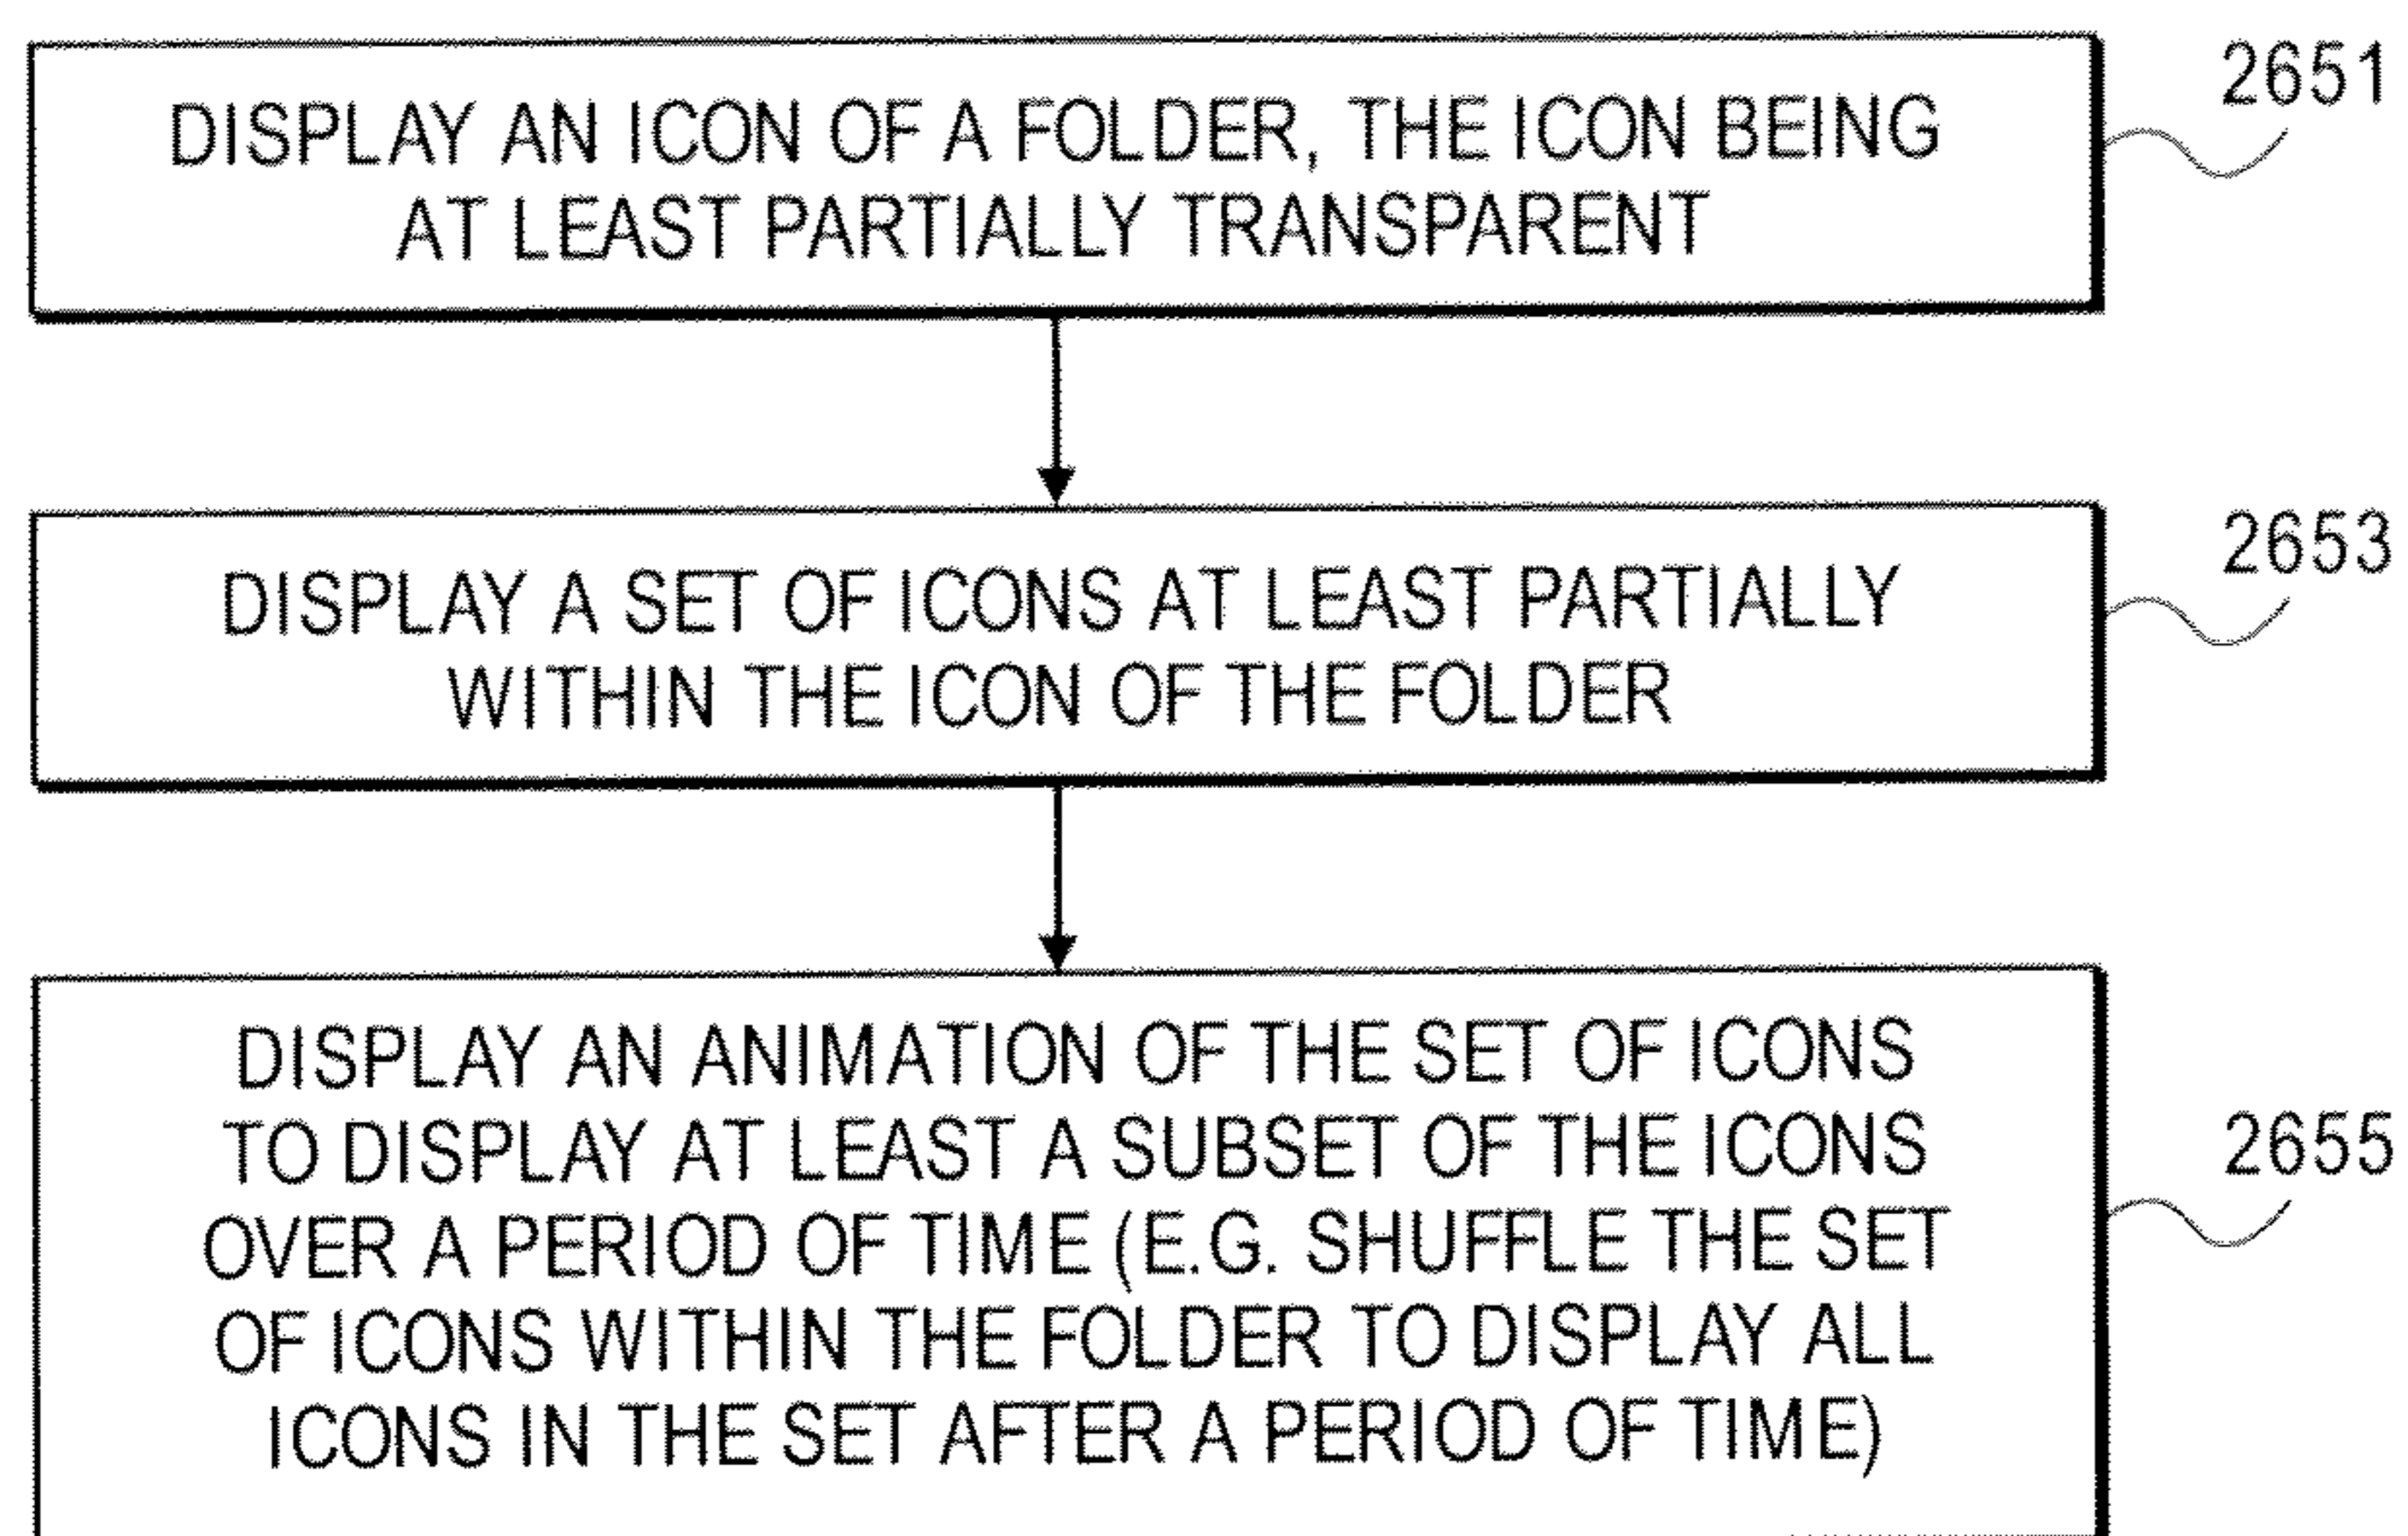 2651
DISPLAY AN ICON OF A FOLDER, THE ICON BEING
AT LEAST PARTIALLY TRANSPARENT
2653
DISPLAY A SET OF ICONS AT LEAST PARTIALLY
WITHIN THE ICON OF THE FOLDER
DISPLAY AN ANIMATION OF THE SET OF ICONS
TO DISPLAY AT LEAST A SUBSET OF THE ICONS
2655
OVER A PERIOD OF TIME (E.G. SHUFFLE THE SET
OF ICONS WITHIN THE FOLDER TO DISPLAY ALL
ICONS IN THE SET AFTER A PERIOD OF TIME)